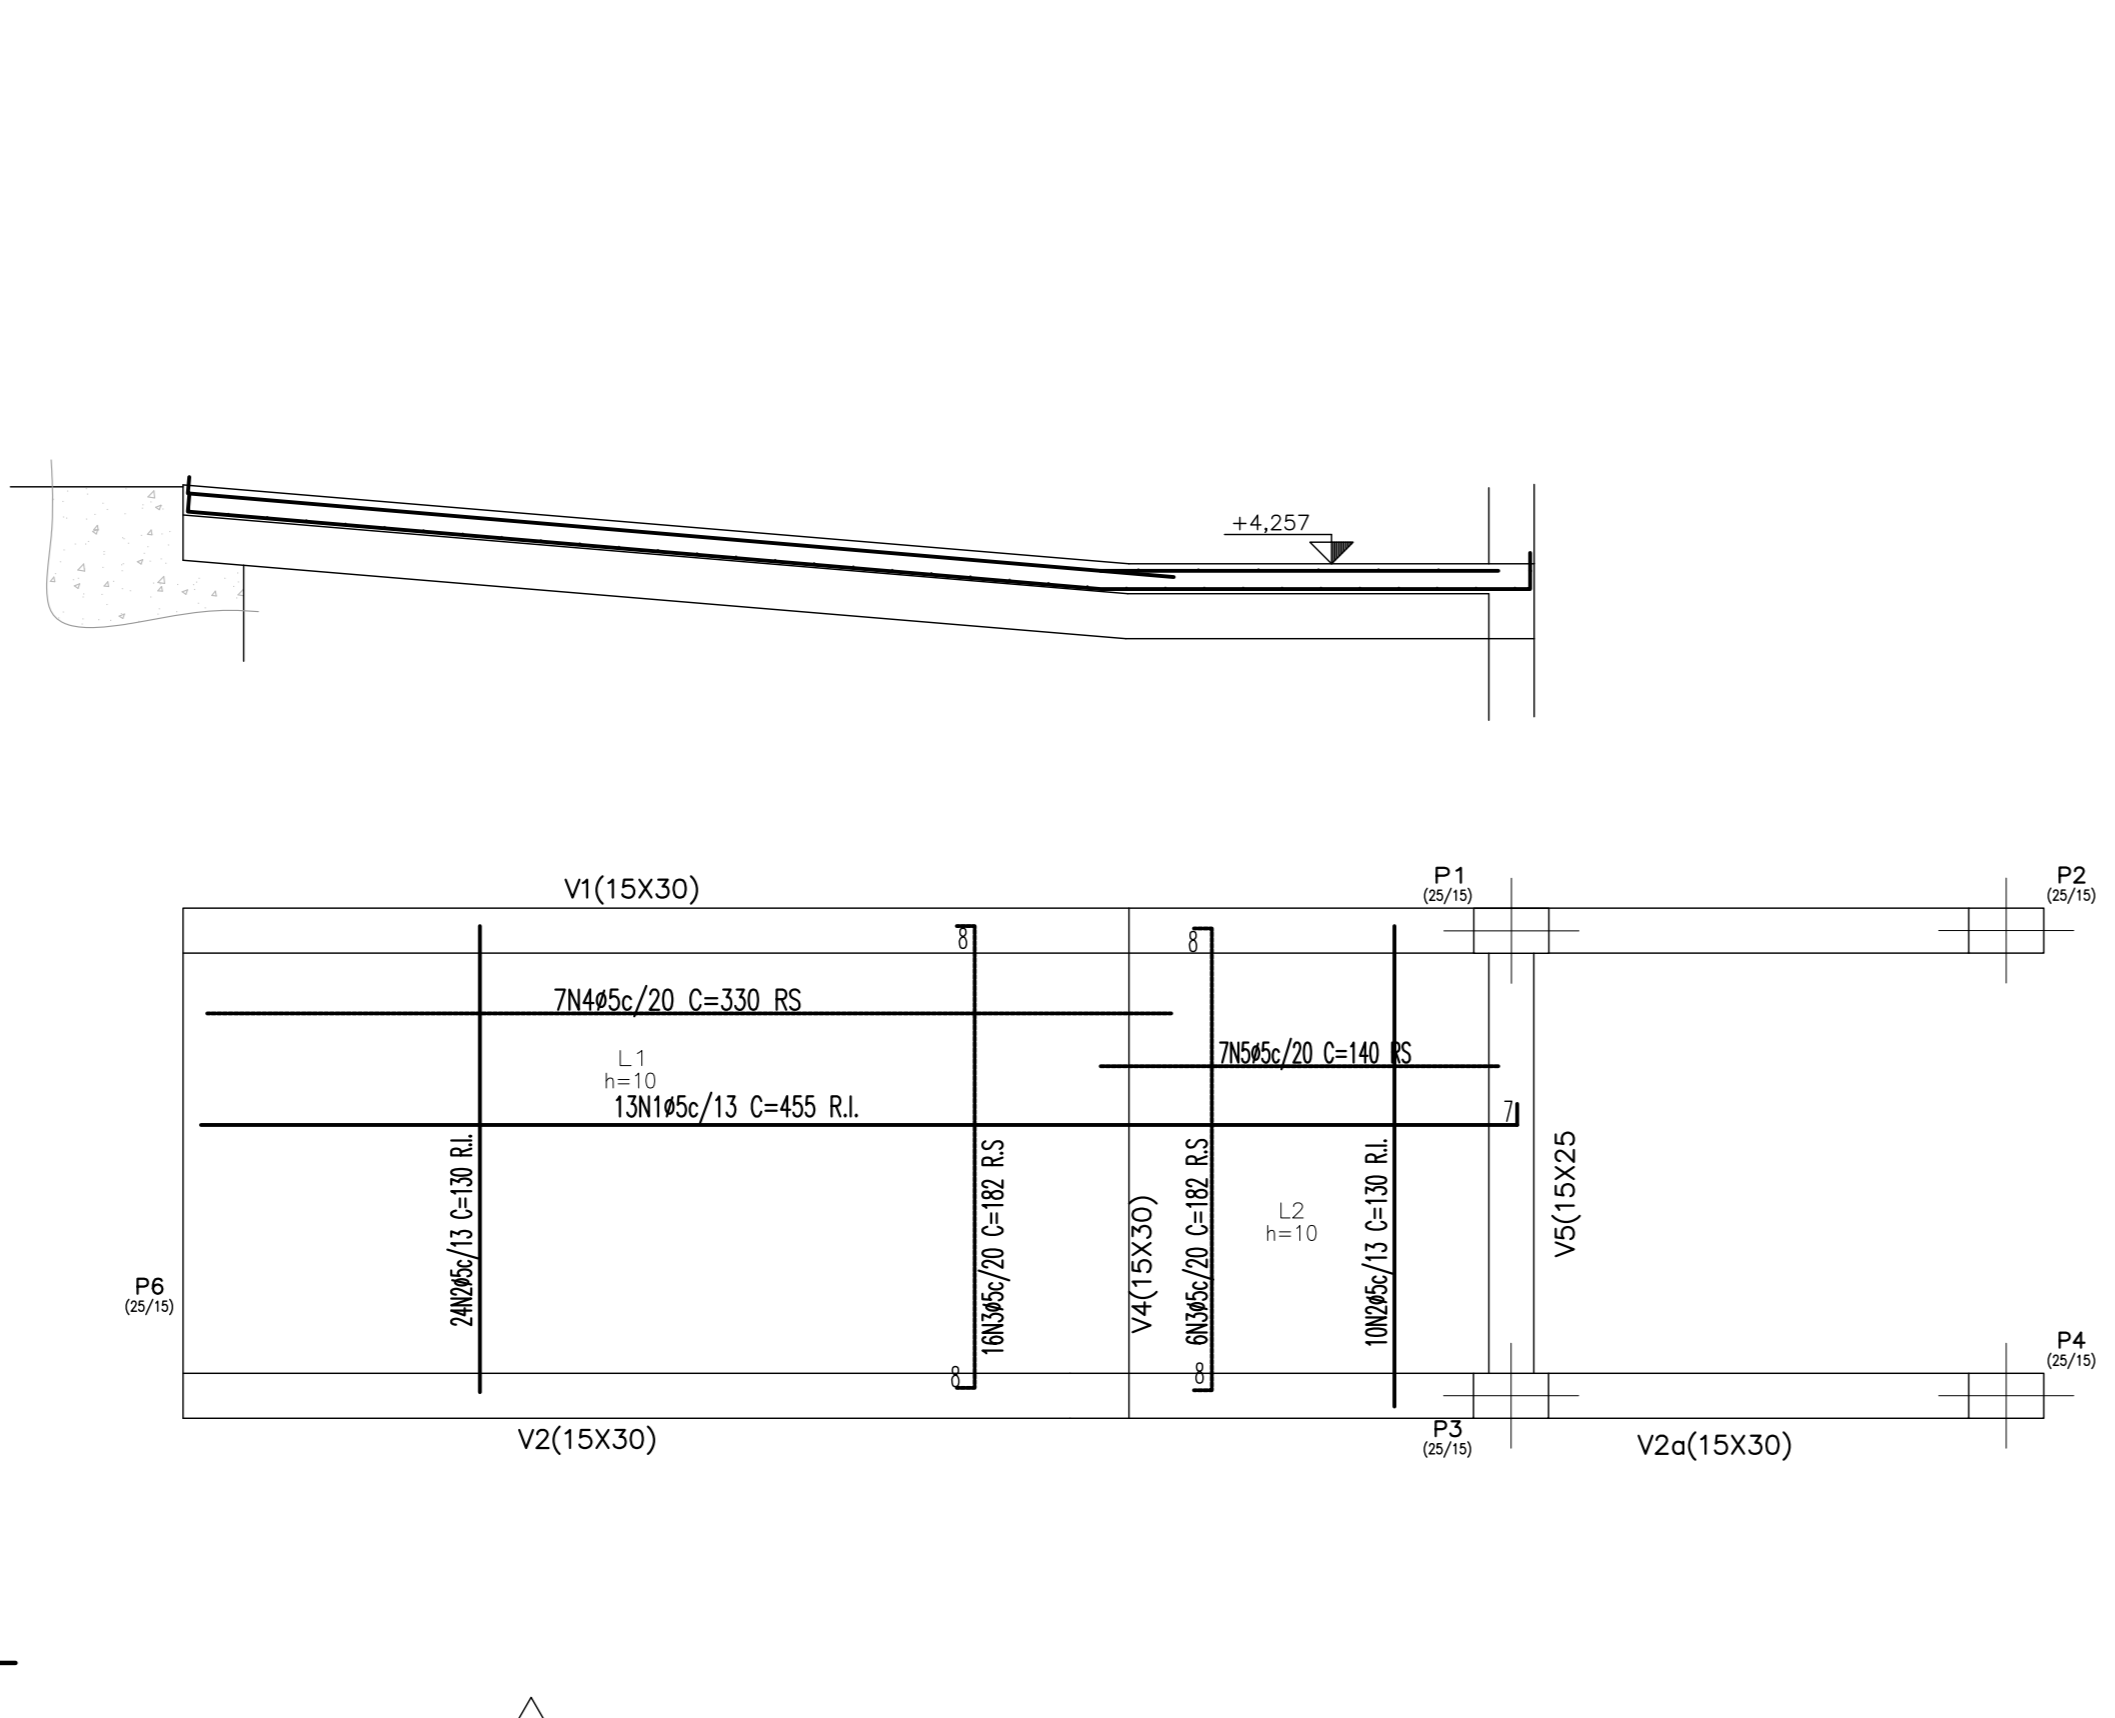 +4,257
V1(15X30)
P1
(25/15)
P2
(25/15)
8
8
7N4ø5c/20 C=330 RS
7N5ø5c/20 C=140 RS
L1
h=10
13N1ø5c/13 C=455 R.I.
7
24N2ø5c/13 C=130 R.I.
16N3ø5c/20 C=182 R.S
V4(15X30)
6N3ø5c/20 C=182 R.S
L2
h=10
10N2ø5c/13 C=130 R.I.
V5(15X25
P6
(25/15)
8
8
P4
(25/15)
V2(15X30)
P3
(25/15)
V2a(15X30)